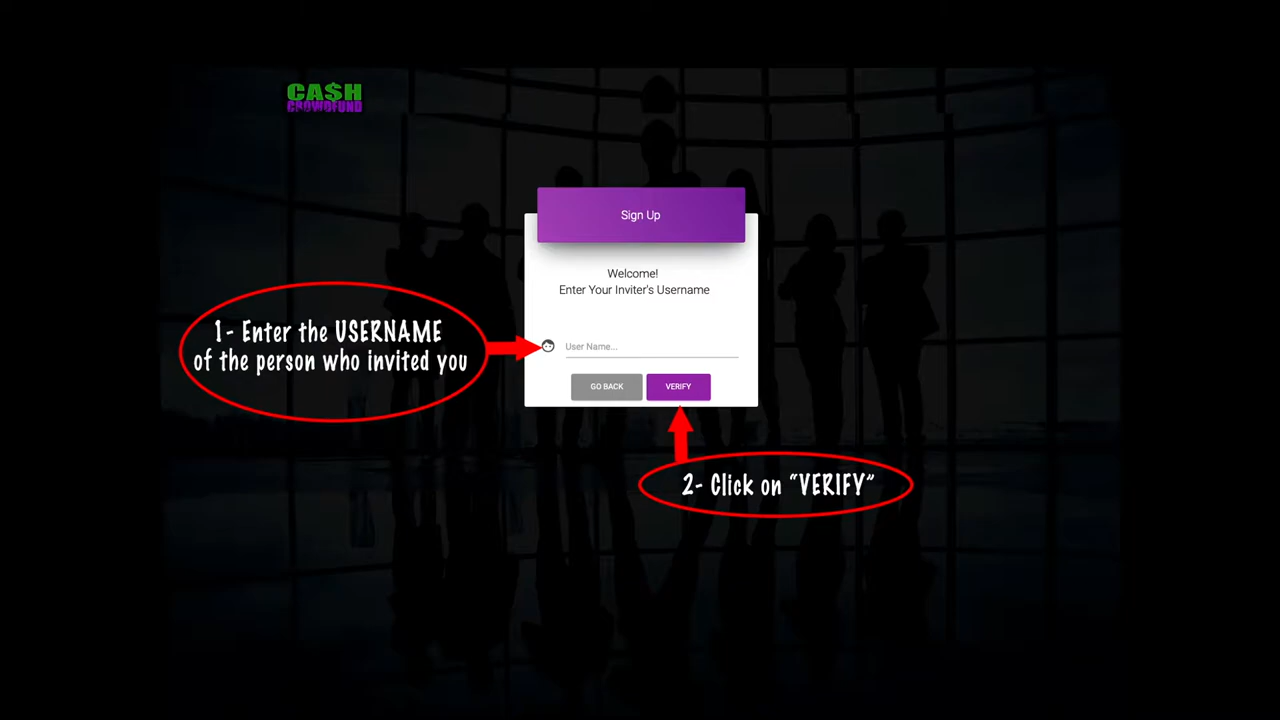 CA$H
CROWDFUND
Sign Up
Welcome!
Enter Your Inviter's Username
1- Enter the USERNAME
of the person who invited you
User Name...
GO BACK
VERIFY
2- Click on “VERIFY”